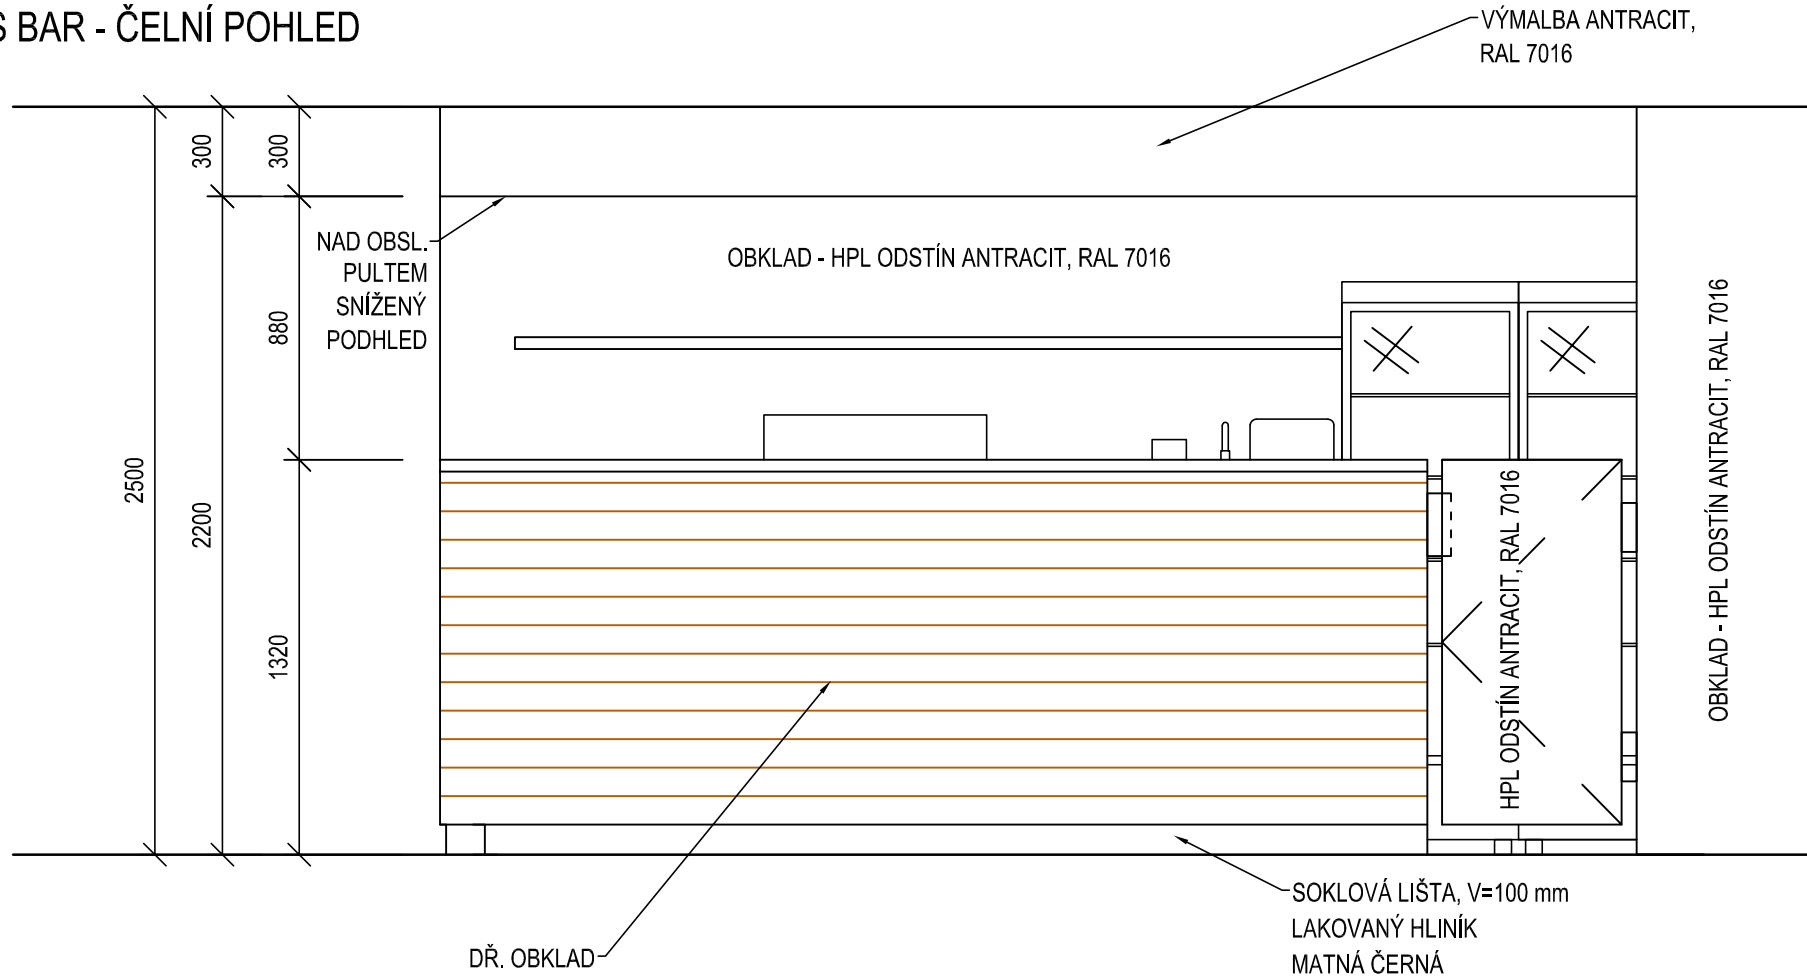 S BAR - ČELNÍ POHLED
VÝMALBA ANTRACIT,
RAL 7016
300
300
NAD OBSL.
PULTEM
SNÍŽENÝ
PODHLED
OBKLAD - HPL ODSTÍN ANTRACIT, RAL 7016
880
2500
2200
1320
HPL ODSTÍN ANTRACIT, RAL 7016
OBKLAD - HPL ODSTÍN ANTRACIT, RAL 7016
SOKLOVÁ LIŠTA, V=100 mm
LAKOVANÝ HLINÍK
MATNÁ ČERNÁ
DŘ. OBKLAD